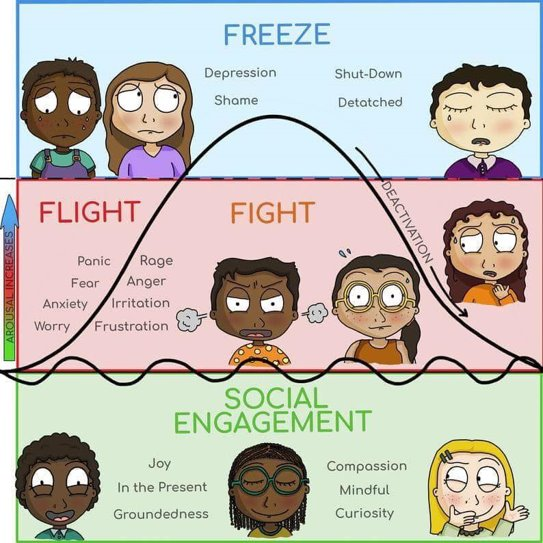 FREEZE
Depression
Shut-Down
Shame
Detatched
FLIGHT
FIGHT
DEACTIVATION
AROUSAL INCREASES
Panic
Rage
Fear
Anger
Anxiety
Irritation
Worry
Frustration
SOCIAL
ENGAGEMENT
Joy
Compassion
In the Present
Mindful
Groundedness
Curiosity